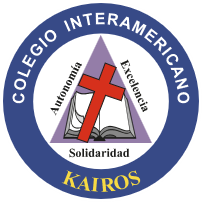 COLEGIO INTERAMERICANO
Autonomía
Excelencia
Solidaridad
KAIROS